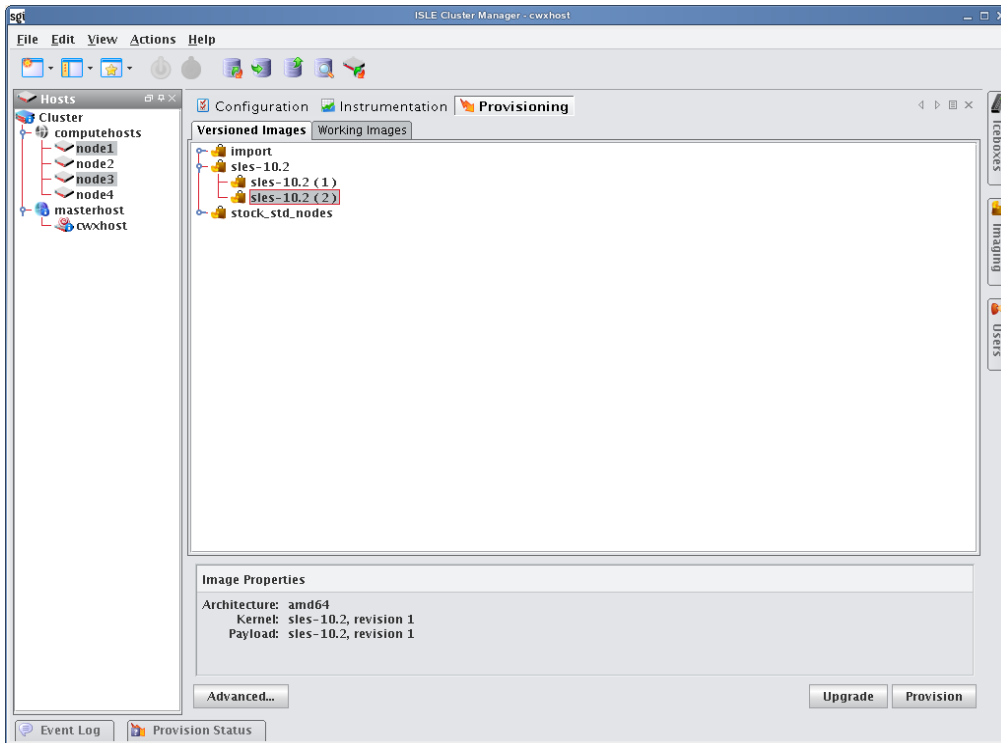 sgi
ISLE Cluster Manager - cwxhost
File Edit View Actions Help
Hosts
Cluster
computehosts
node1
node2
node3
node4
masterhost
cwxhost
Configuration Instrumentation Provisioning
Versioned Images Working Images
import
sles-10.2
sles-10.2 (1)
sles-10.2 (2)
stock_std_nodes
Image Properties
Architecture: amd64
Kernel: sles-10.2, revision 1
Payload: sles-10.2, revision 1
Advanced...
Upgrade Provision
Iceboxes
Imaging
Users
Event Log Provision Status